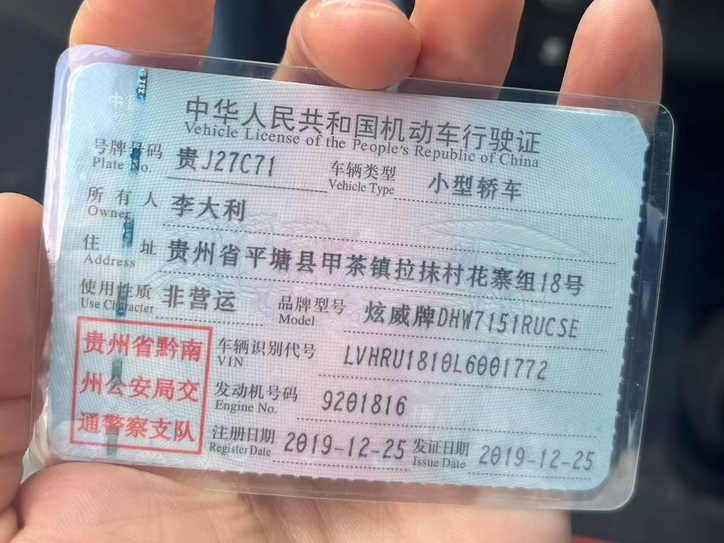 中华人民共和国机动车行驶证
Vehicle License of the People's Republic of China
号牌号码 贵J27C71 车辆类型 小型轿车
Plate No. Vehicle Type
所有人 李大利
Owner
住址 贵州省平塘县甲茶镇拉抹村花寨组18号
Address
使用性质 非营运 品牌型号 炫威牌DHW7151RUCSE
Use Character Model
车辆识别代号 LVHRU1810L6001772
VIN
发动机号码 9201816
Engine No.
注册日期 2019-12-25 发证日期 2019-12-25
Register Date Issue Date
贵州省黔南
州公安局交
通警察支队